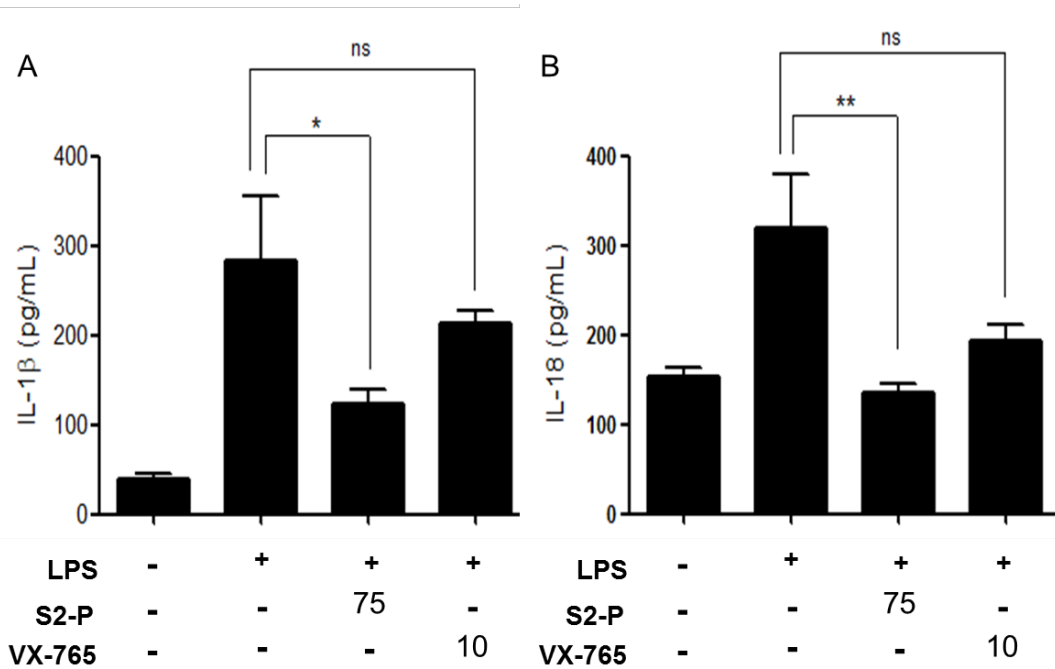 A
ns
*
400
300
200
100
0
IL-1β (pg/mL)
LPS - + + +
S2-P - - 75 -
VX-765 - - - 10
B
ns
**
400
300
200
100
0
IL-18 (pg/mL)
LPS - + + +
S2-P - - 75 -
VX-765 - - - 10